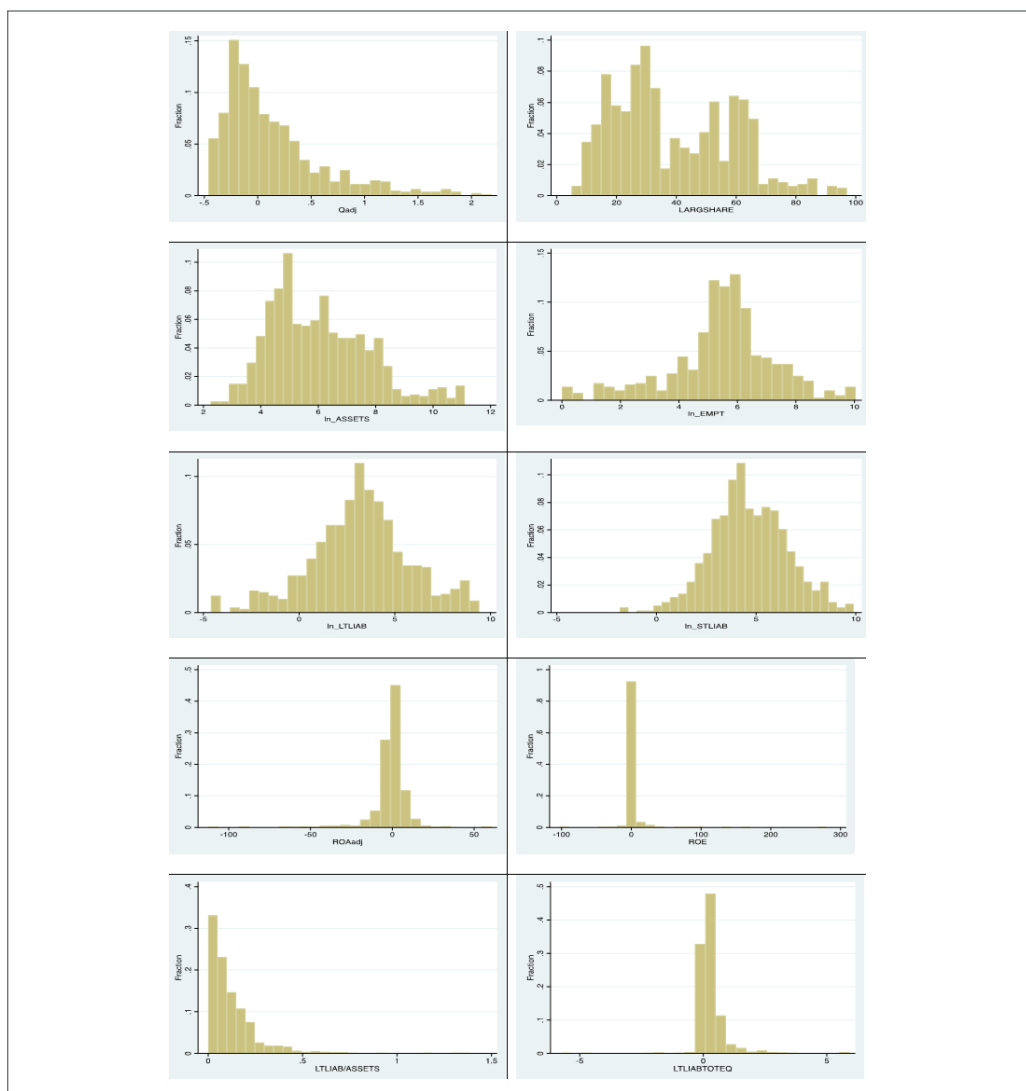 Fraction
0 .05 .1 .15
-.5 0 .5 1 1.5 2
Qadj
Fraction
0 .02 .04 .06 .08 .1
0 20 40 60 80 100
LARGSHARE
Fraction
0 .02 .04 .06 .08 .1
2 4 6 8 10 12
ln_ASSETS
Fraction
0 .05 .1 .15
0 2 4 6 8 10
ln_EMPT
Fraction
0 .05 .1
-5 0 5 10
ln_LTLIAB
Fraction
0 .02 .04 .06 .08 .1
-5 0 5 10
ln_STLIAB
Fraction
0 .1 .2 .3 .4 .5
-100 -50 0 50
ROAadj
Fraction
0 .2 .4 .6 .8 1
-100 0 100 200 300
ROE
Fraction
0 .1 .2 .3 .4
0 .5 1 1.5
LTLIAB/ASSETS
Fraction
0 .1 .2 .3 .4 .5
-5 0 5
LTLIABTOTEQ